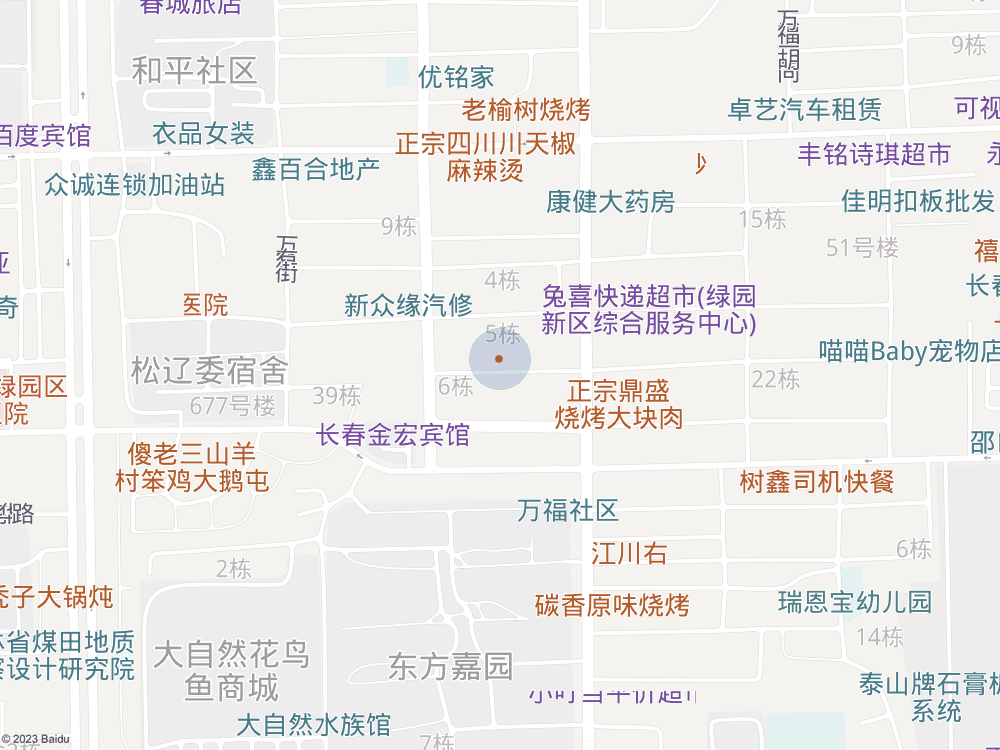 春城旅店
9栋
和平社区
优铭家
老榆树烧烤
卓艺汽车租赁
可视
百度宾馆
衣品女装
正宗四川川天椒
麻辣烫
丰铭诗琪超市
众诚连锁加油站
鑫百合地产
康健大药房
佳明扣板批发
9栋
15栋
51号楼
万宥街
4栋
禧
奇
医院
新众缘汽修
兔喜快递超市(绿园
新区综合服务中心)
长春
5栋
喵喵Baby宠物店
松辽委宿舍
绿园区
医院
39栋
6栋
22栋
677号楼
正宗鼎盛
烧烤大块肉
长春金宏宾馆
傻老三山羊
村笨鸡大鹅屯
树鑫司机快餐
路
万福社区
2栋
江川右
6栋
秃子大锅炖
碳香原味烧烤
瑞恩宝幼儿园
14栋
林省煤田地质
察设计研究院
大自然花鸟
鱼商城
东方嘉园
泰山牌石膏板
系统
大自然水族馆
7栋
© 2023 Baidu